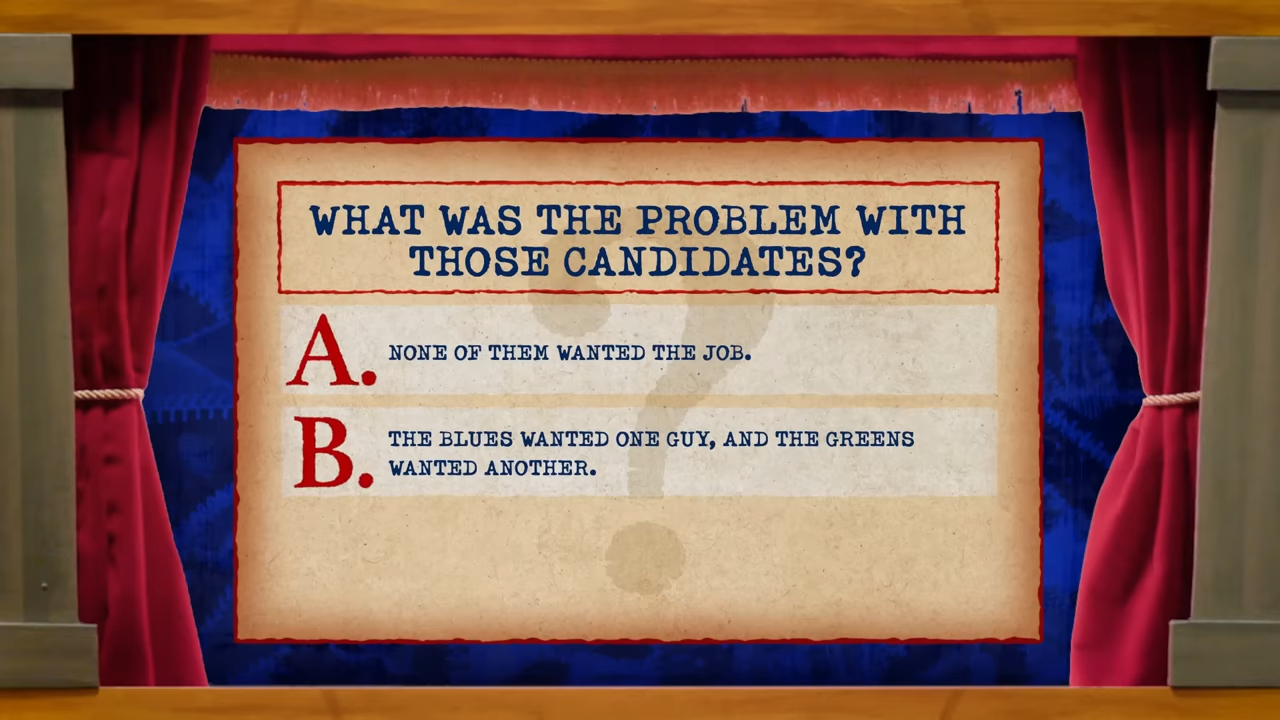 WHAT WAS THE PROBLEM WITH
THOSE CANDIDATES?
A. NONE OF THEM WANTED THE JOB.
B. THE BLUES WANTED ONE GUY, AND THE GREENS
WANTED ANOTHER.